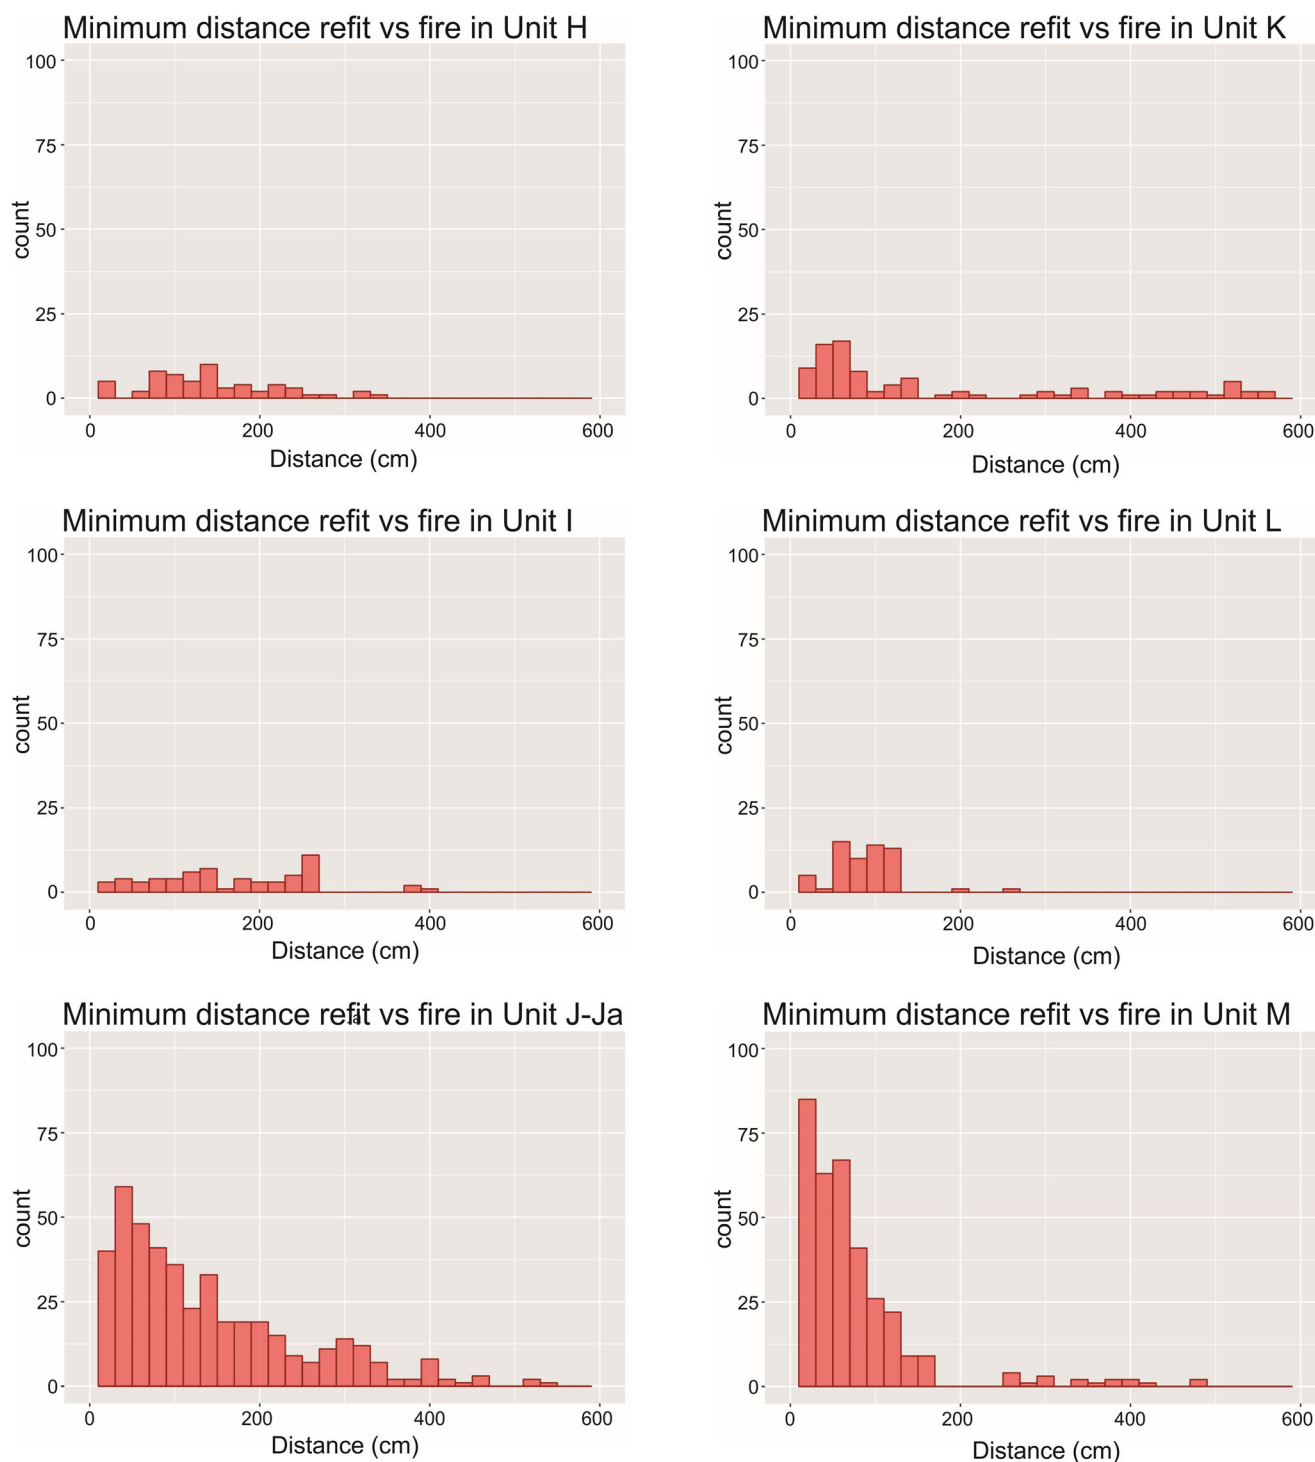 Minimum distance refit vs fire in Unit H
100
75
50
25
0
count
0 200 400 600
Distance (cm)
Minimum distance refit vs fire in Unit K
100
75
50
25
0
count
0 200 400 600
Distance (cm)
Minimum distance refit vs fire in Unit I
100
75
50
25
0
count
0 200 400 600
Distance (cm)
Minimum distance refit vs fire in Unit L
100
75
50
25
0
count
0 200 400 600
Distance (cm)
Minimum distance refit vs fire in Unit J-Ja
100
75
50
25
0
count
0 200 400 600
Distance (cm)
Minimum distance refit vs fire in Unit M
100
75
50
25
0
count
0 200 400 600
Distance (cm)